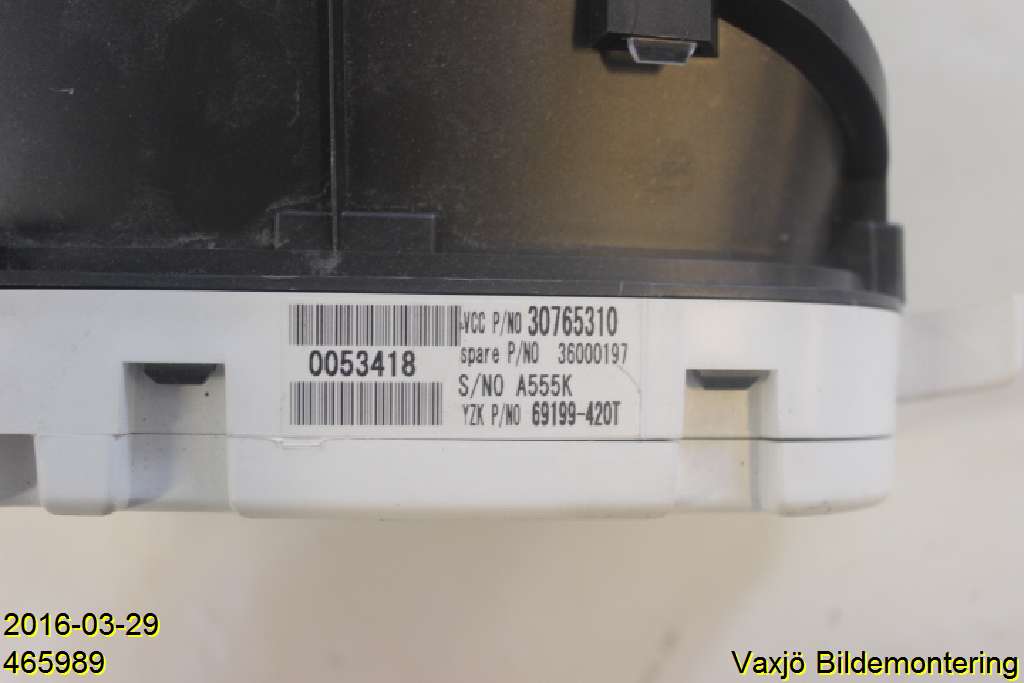 VCC P/NO 30765310
0053418
spare P/NO 36000197
S/NO A555K
YZK P/NO 69199-420T
2016-03-29
465989
Vaxjö Bildemontering